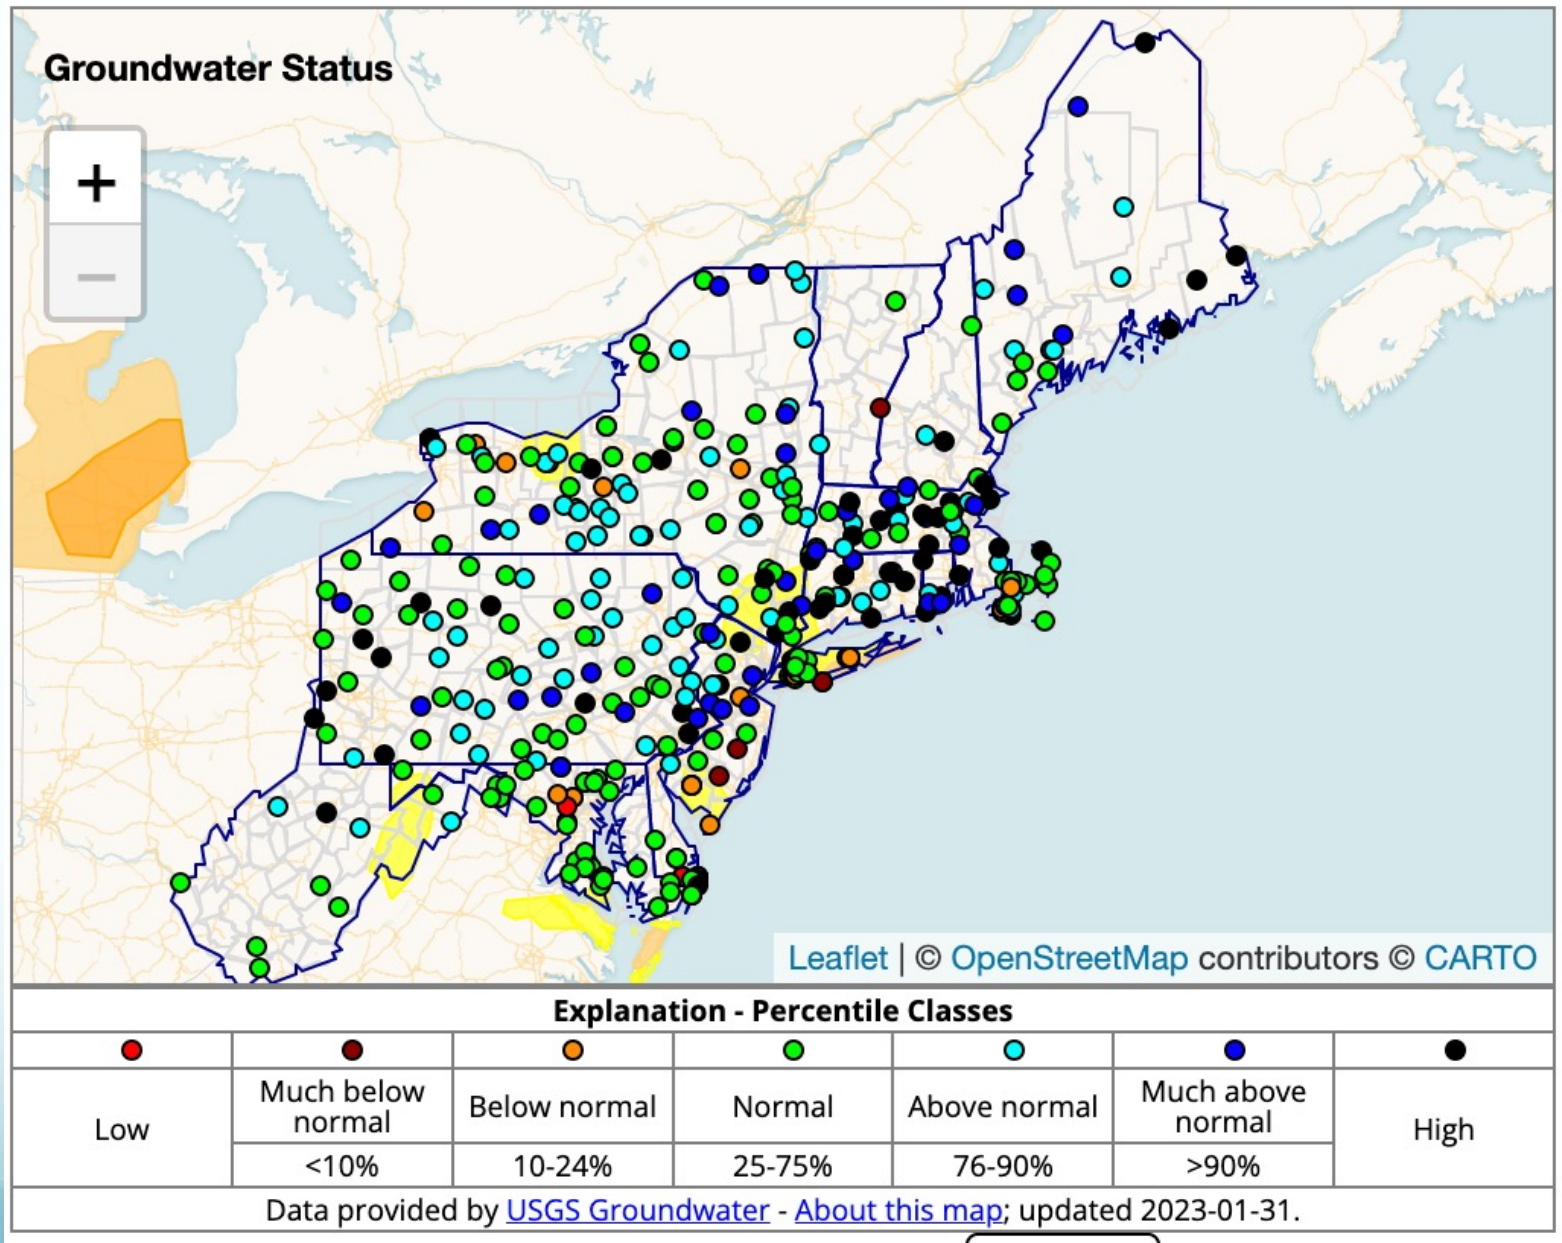 Groundwater Status
+
−
Leaflet | © OpenStreetMap contributors © CARTO
Explanation - Percentile Classes
Low
Much below normal
<10%
Below normal
10-24%
Normal
25-75%
Above normal
76-90%
Much above normal
>90%
High
Data provided by USGS Groundwater - About this map; updated 2023-01-31.